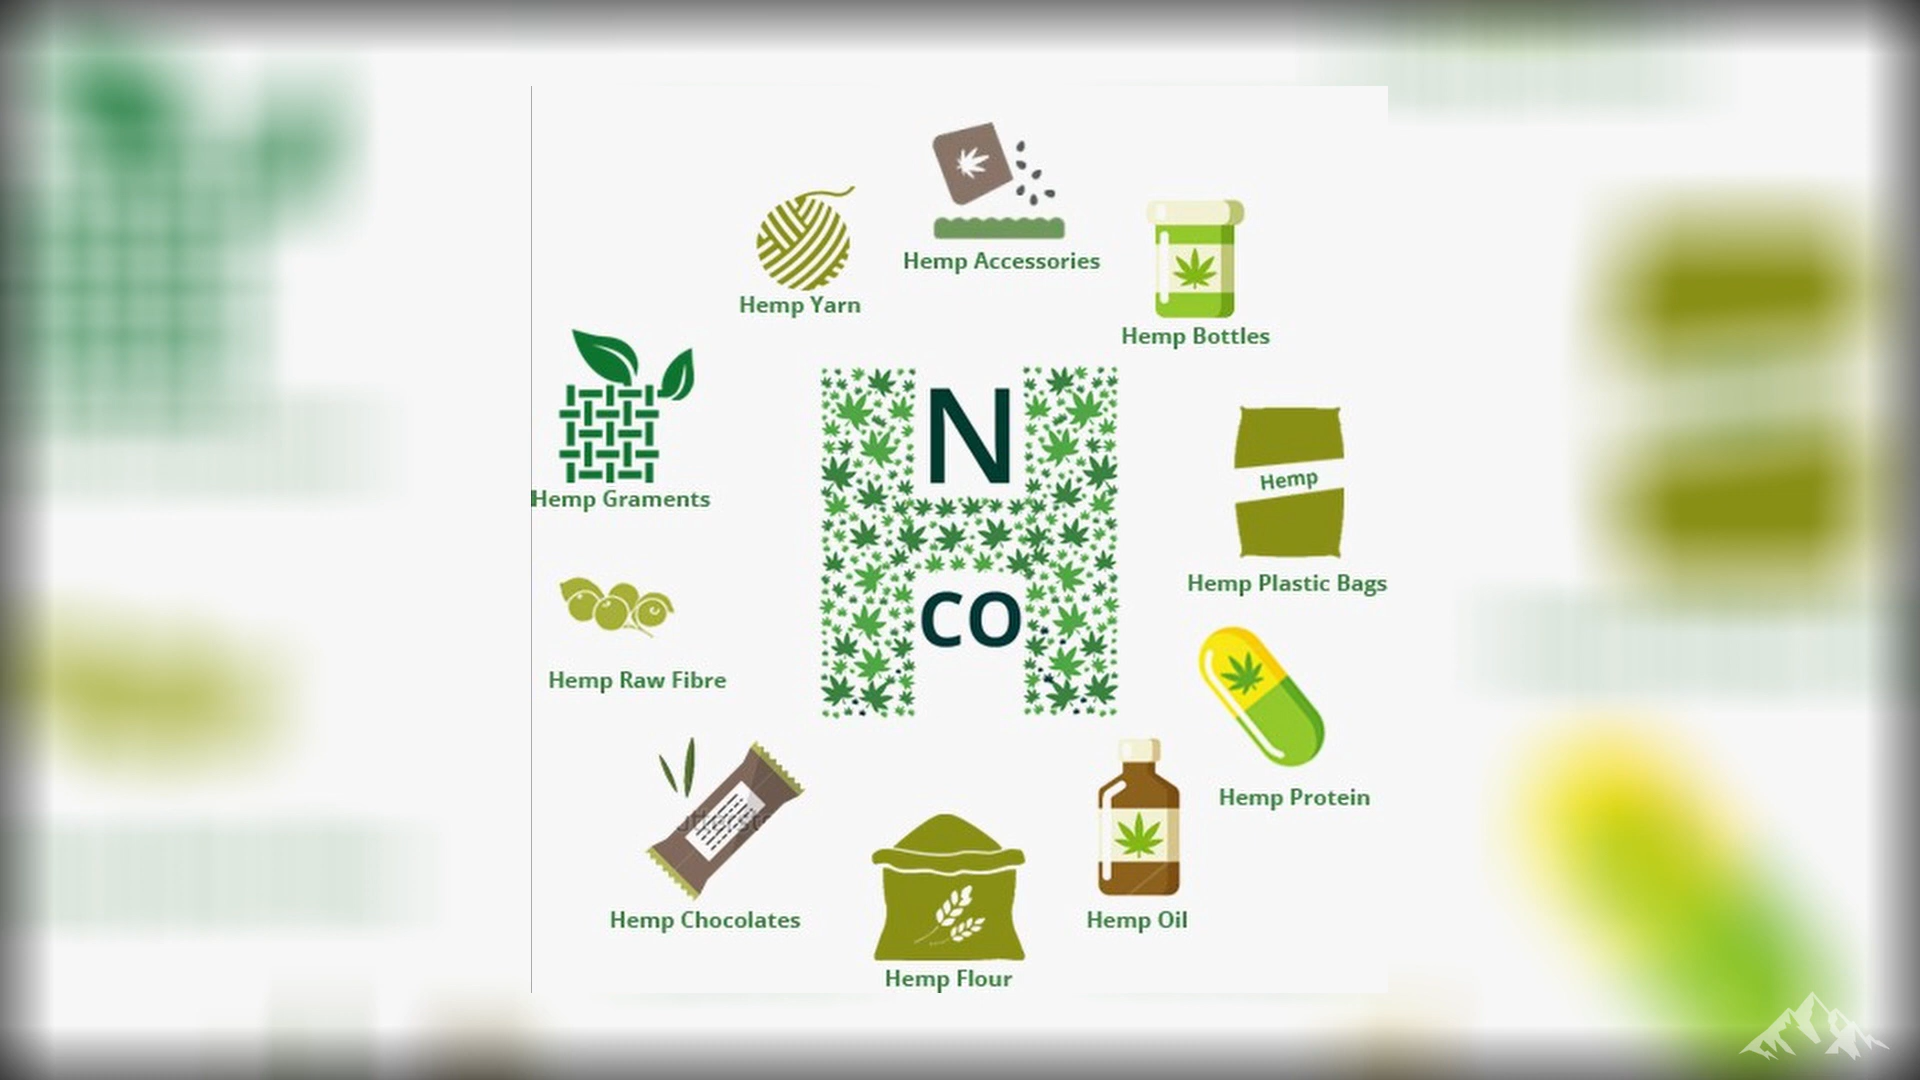 Hemp Accessories
Hemp Yarn
Hemp Bottles
N
CO
Hemp Graments
Hemp
Hemp Plastic Bags
Hemp Raw Fibre
Hemp Protein
Hemp Chocolates
Hemp Oil
Hemp Flour